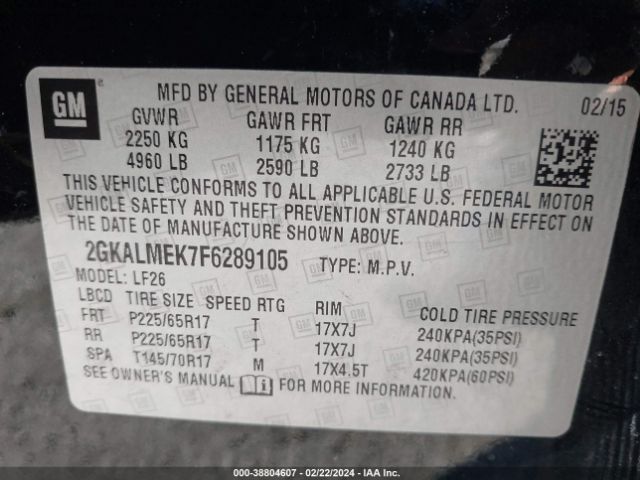 GM
MFD BY GENERAL MOTORS OF CANADA LTD. 02/15
GVWR GAWR FRT GAWR RR
2250 KG 1175 KG 1240 KG
4960 LB 2590 LB 2733 LB
THIS VEHICLE CONFORMS TO ALL APPLICABLE U.S. FEDERAL MOTOR
VEHICLE SAFETY AND THEFT PREVENTION STANDARDS IN EFFECT ON
THE DATE OF MANUFACTURE SHOWN ABOVE.
2GKALMEK7F6289105 TYPE: M.P.V.
MODEL: LF26
LBCD TIRE SIZE SPEED RTG RIM COLD TIRE PRESSURE
FRT P225/65R17 T 17X7J 240KPA(35PSI)
RR P225/65R17 T 17X7J 240KPA(35PSI)
SPA T145/70R17 M 17X4.5T 420KPA(60PSI)
SEE OWNER'S MANUAL FOR MORE INFORMATION.
000-38804607 - 02/22/2024 - IAA Inc.